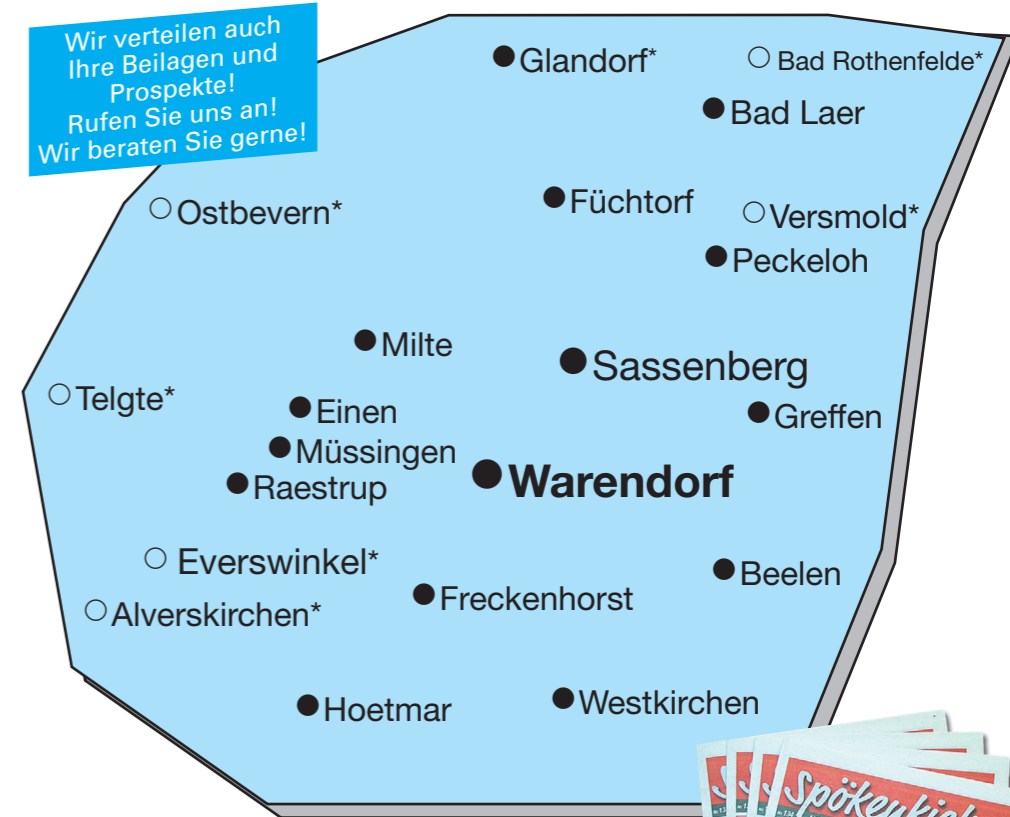 Wir verteilen auch
Ihre Beilagen und
Prospekte!
Rufen Sie uns an!
Wir beraten Sie gerne!
Glandorf*
Bad Rothenfelde*
Bad Laer
Ostbevern*
Füchtorf
Versmold*
Peckeloh
Milte
Sassenberg
Telgte*
Einen
Greffen
Müssingen
Raestrup
Warendorf
Everswinkel*
Beelen
Freckenhorst
Alverskirchen*
Hoetmar
Westkirchen